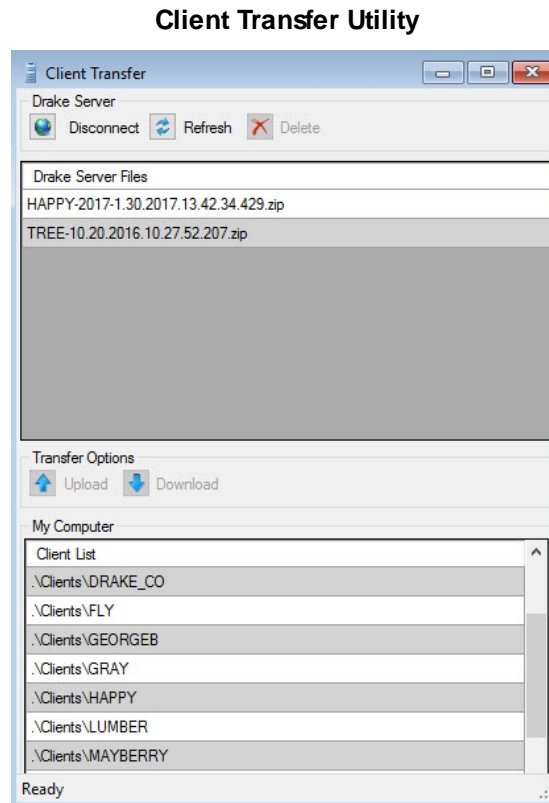 Client Transfer Utility
Client Transfer
Drake Server
Disconnect Refresh Delete
Drake Server Files
HAPPY-2017-1.30.2017.13.42.34.429.zip
TREE-10.20.2016.10.27.52.207.zip
Transfer Options
Upload Download
My Computer
Client List
.\Clients\DRAKE_CO
.\Clients\FLY
.\Clients\GEORGEB
.\Clients\GRAY
.\Clients\HAPPY
.\Clients\LUMBER
.\Clients\MAYBERRY
Ready